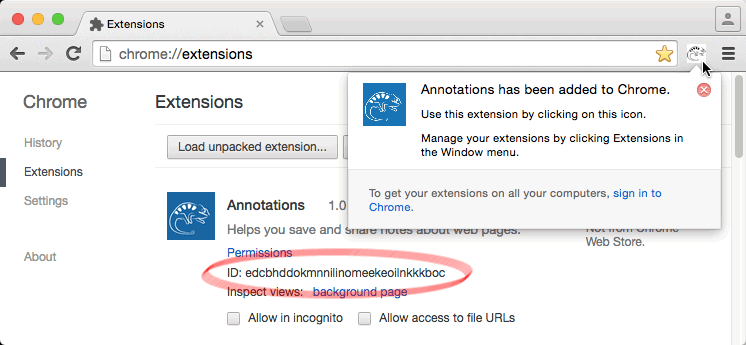 Extensions
chrome://extensions
Chrome
Extensions
Annotations has been added to Chrome.
Use this extension by clicking on this icon.
Manage your extensions by clicking Extensions in
the Window menu.
To get your extensions on all your computers, sign in to
Chrome.
History
Extensions
Settings
About
Load unpacked extension...
Annotations 1.0
Helps you save and share notes about web pages.
Not from Chrome
Web Store.
Permissions
ID: edcbhddokmnnilinomeekeoilnkkkboc
Inspect views: background page
Allow in incognito Allow access to file URLs